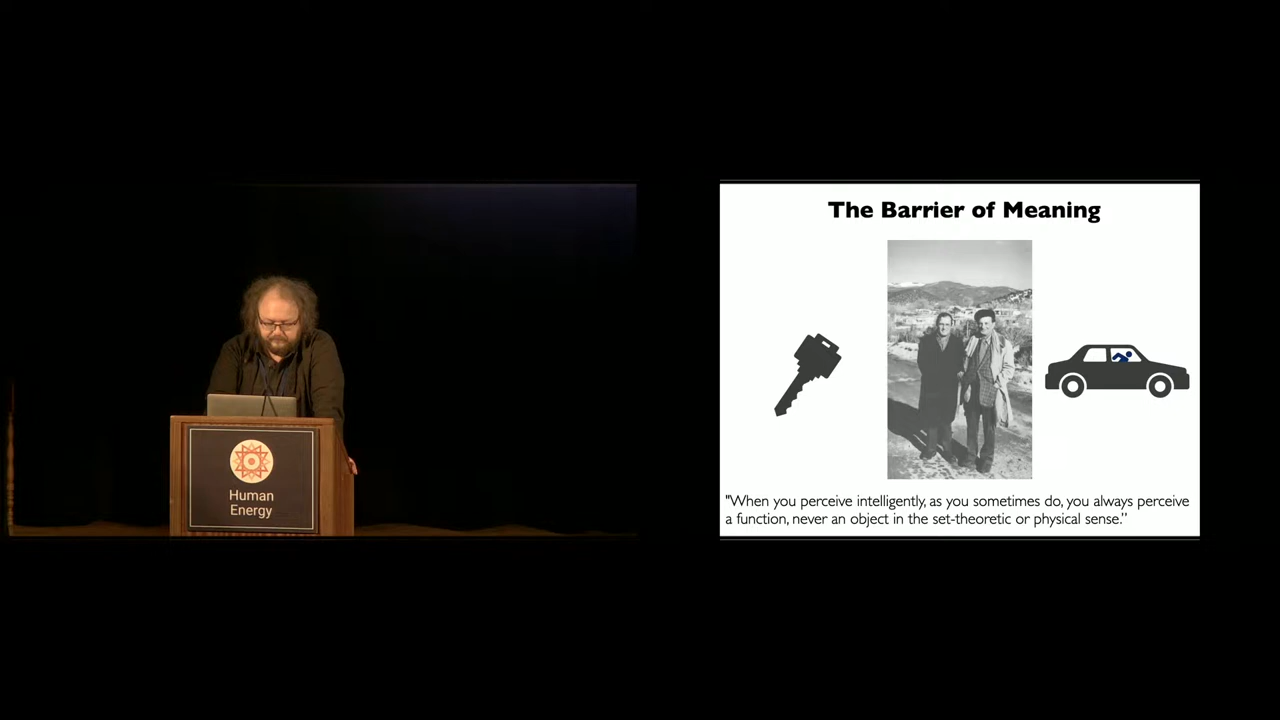 The Barrier of Meaning
"When you perceive intelligently, as you sometimes do, you always perceive
a function, never an object in the set-theoretic or physical sense.”
Human
Energy